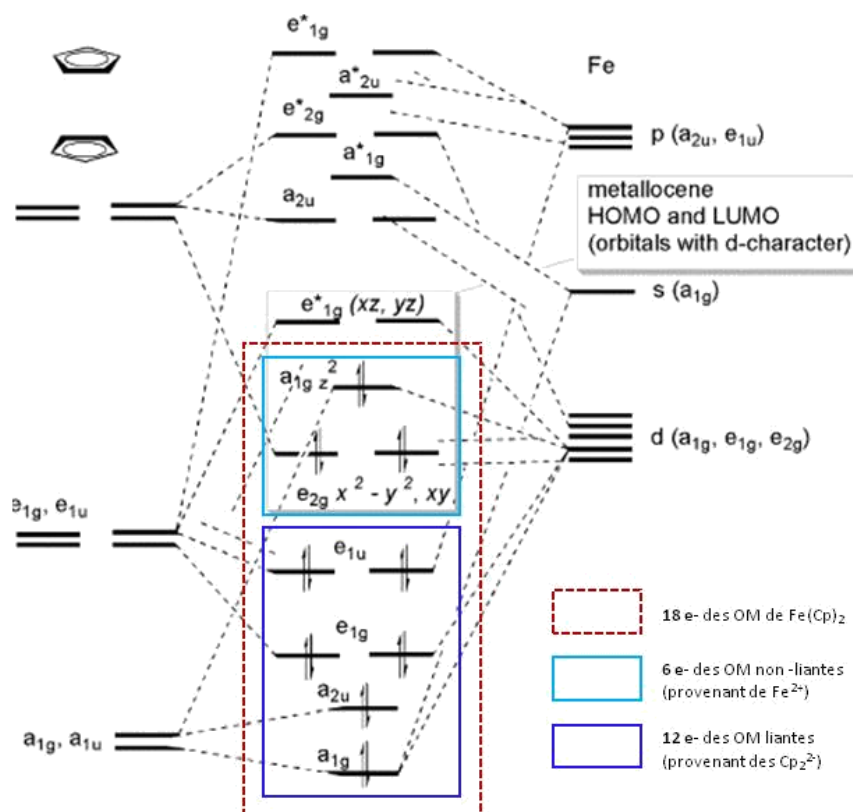 e*1g
a*2u
Fe
e*2g
p (a2u, e1u)
a*1g
a2u
metallocene
HOMO and LUMO
(orbitals with d-character)
s (a1g)
e*1g (xz, yz)
a1g z2
d (a1g, e1g, e2g)
e2g x2 - y2, xy
e1g, e1u
e1u
18 e- des OM de Fe(Cp)2
e1g
6 e- des OM non -liantes
(provenant de Fe2+)
a2u
12 e- des OM liantes
(provenant des Cp22-)
a1g, a1u
a1g